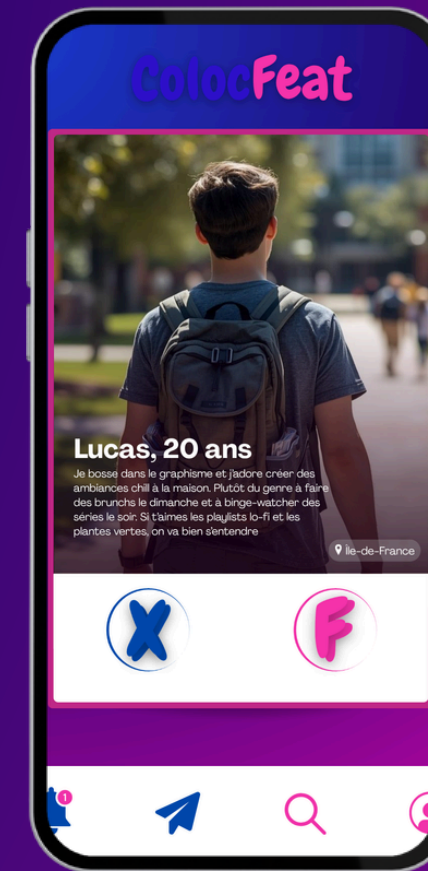 ColocFeat
Lucas, 20 ans
Je bosse dans le graphisme et j'adore créer des
ambiances chill à la maison. Plutôt du genre à faire
des brunchs le dimanche et à binge-watcher des
séries le soir. Si t'aimes les playlists lo-fi et les
plantes vertes, on va bien s'entendre
Île-de-France
X
F
1